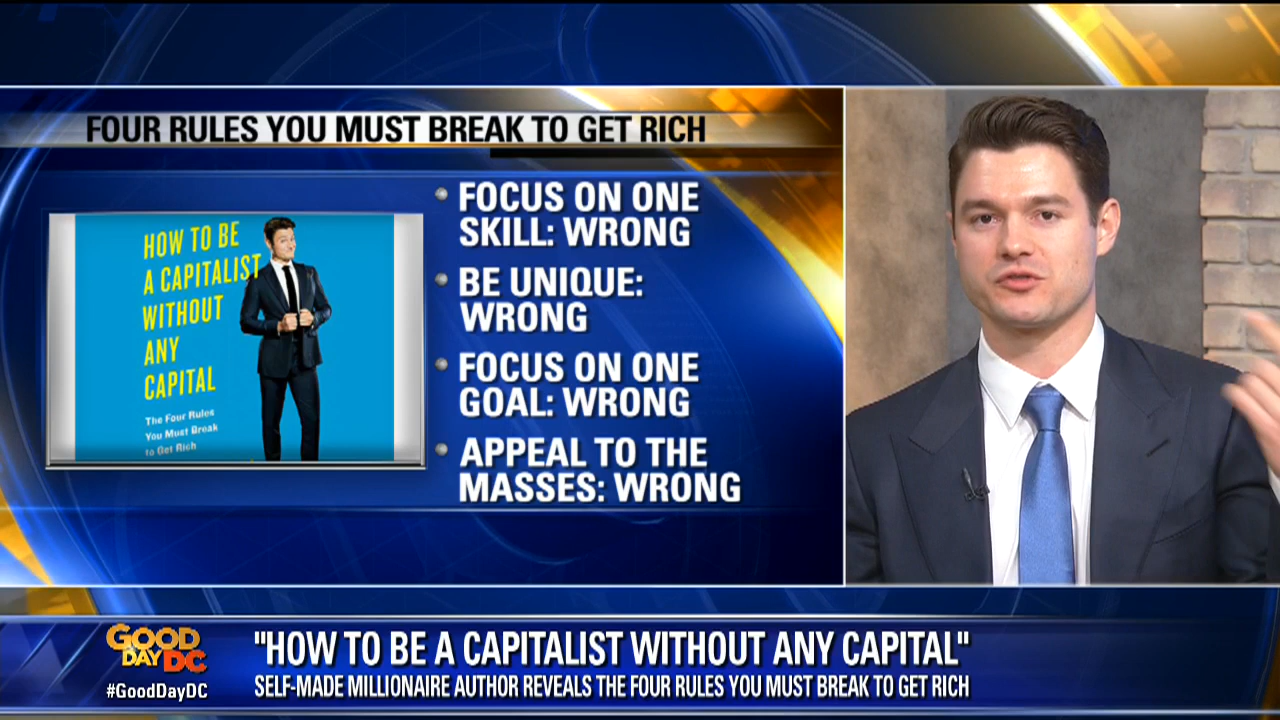 FOUR RULES YOU MUST BREAK TO GET RICH
HOW TO BE
A CAPITALIST
WITHOUT
ANY
CAPITAL
The Four Rules
You Must Break
to Get Rich
• FOCUS ON ONE
SKILL: WRONG
• BE UNIQUE:
WRONG
• FOCUS ON ONE
GOAL: WRONG
• APPEAL TO THE
MASSES: WRONG
GOOD
DAY DC
#GoodDayDC
"HOW TO BE A CAPITALIST WITHOUT ANY CAPITAL"
SELF-MADE MILLIONAIRE AUTHOR REVEALS THE FOUR RULES YOU MUST BREAK TO GET RICH